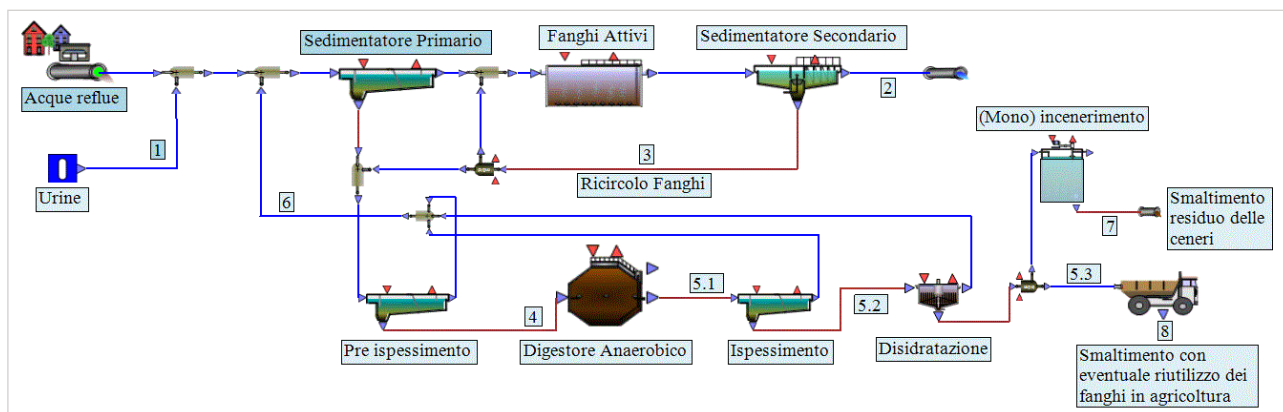 Sedimentatore Primario
Fanghi Attivi
Sedimentatore Secondario
Acque reflue
1
2
(Mono) incenerimento
3
Urine
Ricircolo Fanghi
6
7
Smaltimento
residuo delle
ceneri
4
5.1
5.2
5.3
8
Pre ispessimento
Digestore Anaerobico
Ispessimento
Disidratazione
Smaltimento con
eventuale riutilizzo dei
fanghi in agricoltura